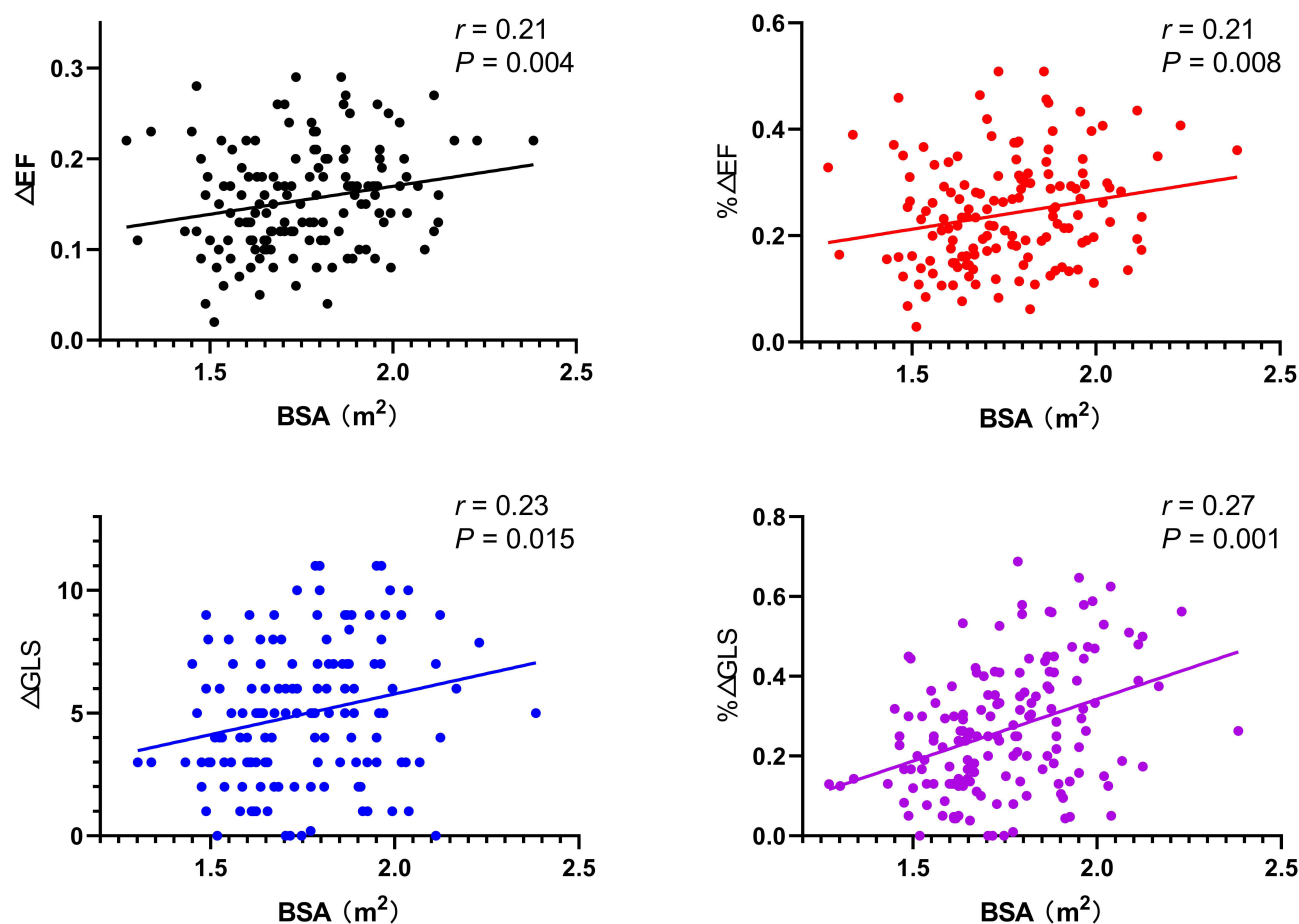 r = 0.21
P = 0.004
0.3
0.2
0.1
0.0
ΔEF
1.5 2.0 2.5
BSA（m²）
r = 0.21
P = 0.008
0.6
0.4
0.2
0.0
%ΔEF
1.5 2.0 2.5
BSA（m²）
r = 0.23
P = 0.015
10
5
0
ΔGLS
1.5 2.0 2.5
BSA（m²）
r = 0.27
P = 0.001
0.8
0.6
0.4
0.2
0.0
%ΔGLS
1.5 2.0 2.5
BSA（m²）